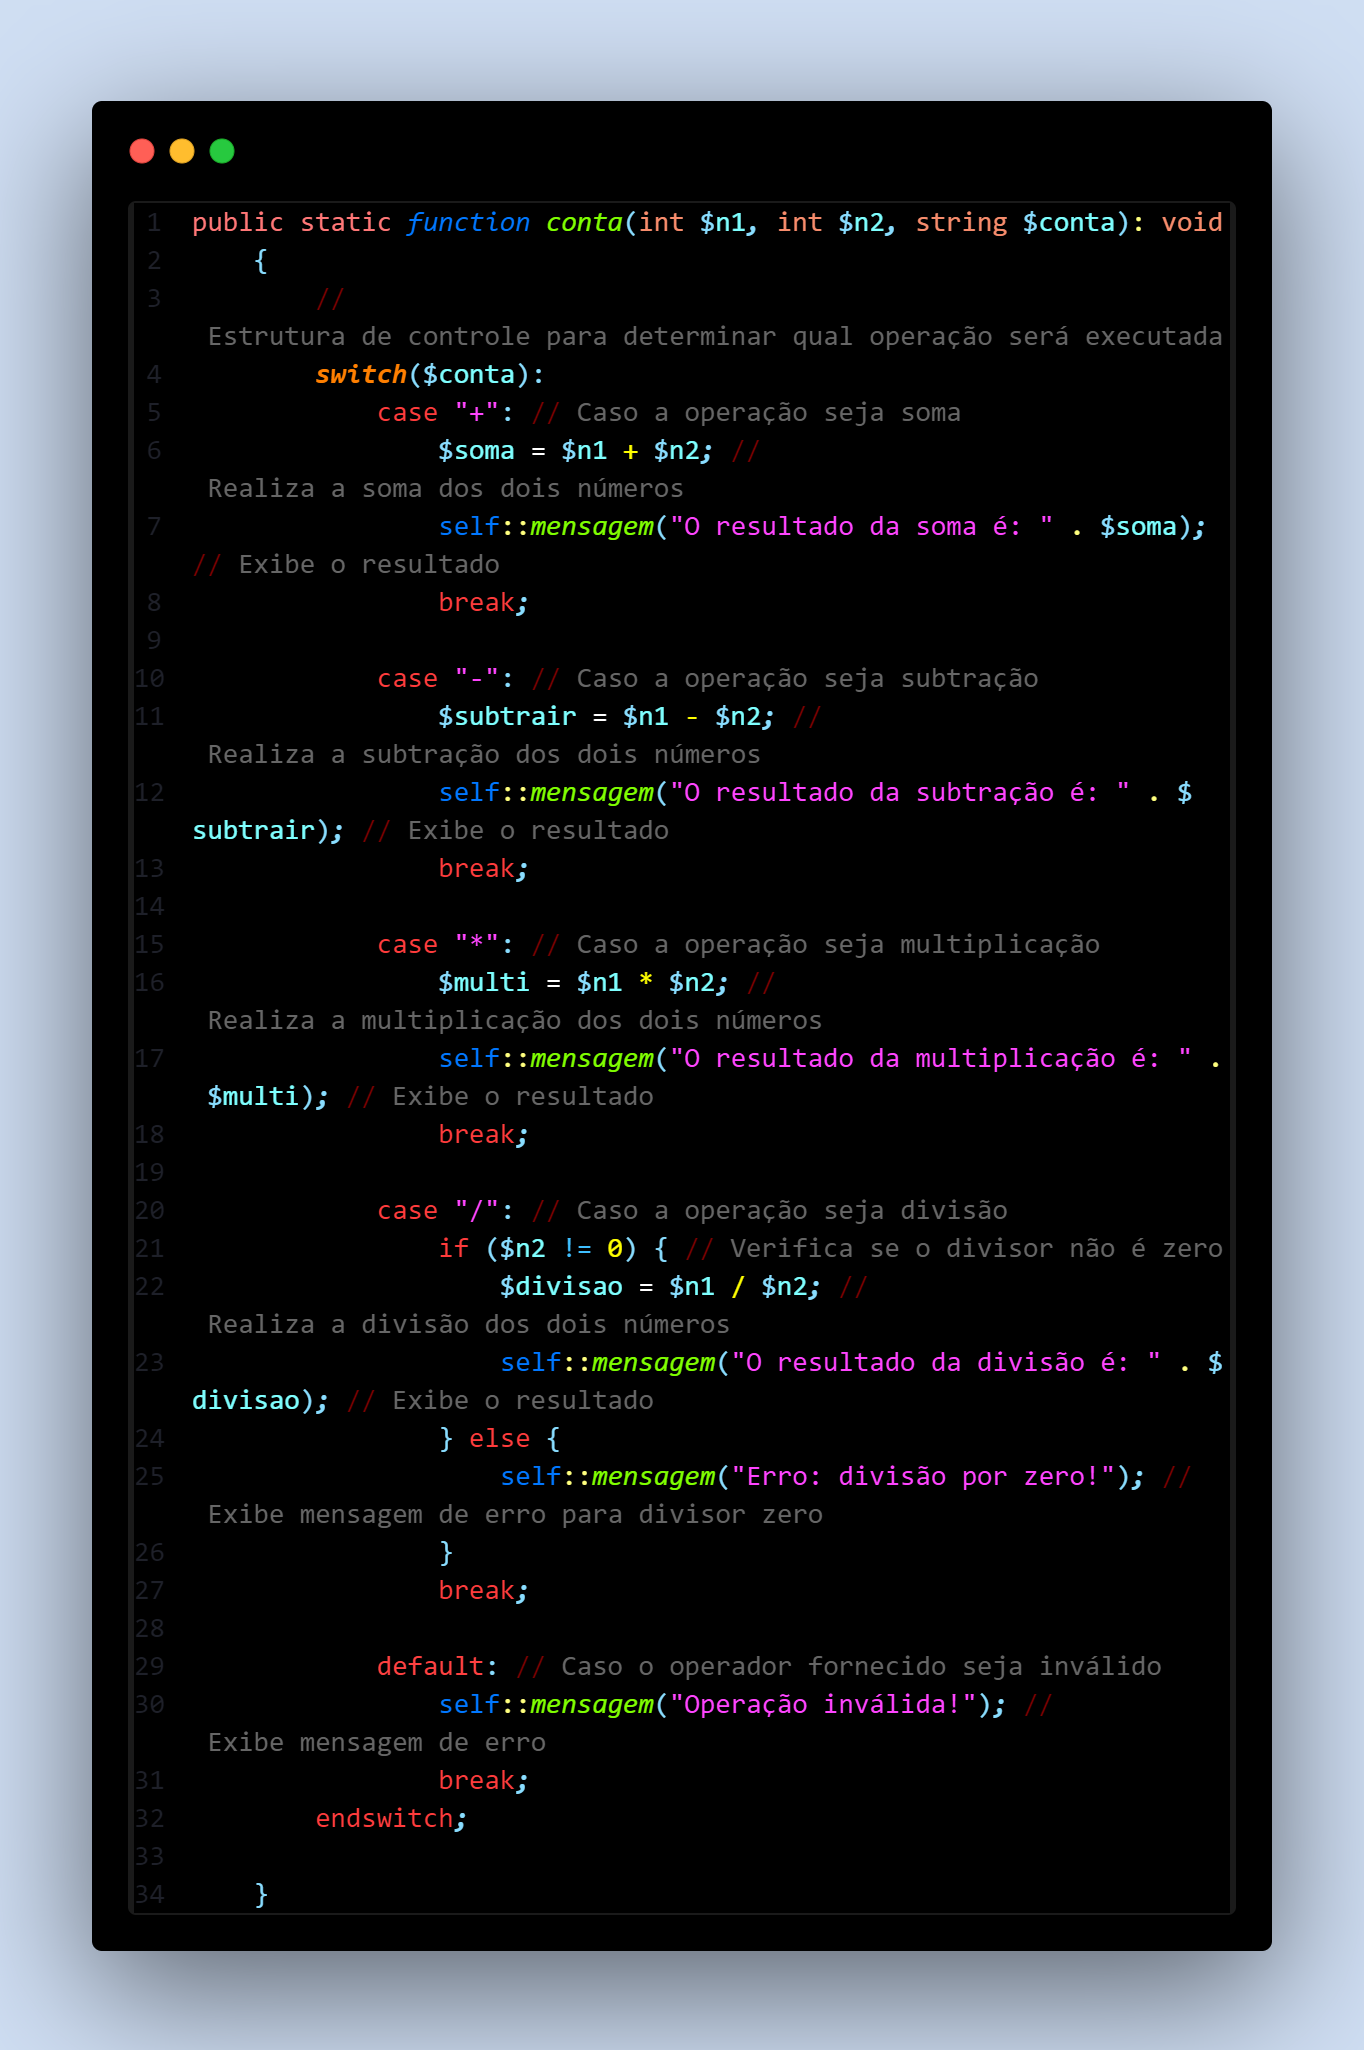 1 public static function conta(int $n1, int $n2, string $conta): void
2 {
3 //
Estrutura de controle para determinar qual operação será executada
4 switch($conta):
5 case "+": // Caso a operação seja soma
6 $soma = $n1 + $n2; //
Realiza a soma dos dois números
7 self::mensagem("O resultado da soma é: " . $soma);
// Exibe o resultado
8 break;
9
10 case "-": // Caso a operação seja subtração
11 $subtrair = $n1 - $n2; //
Realiza a subtração dos dois números
12 self::mensagem("O resultado da subtração é: " . $
subtrair); // Exibe o resultado
13 break;
14
15 case "*": // Caso a operação seja multiplicação
16 $multi = $n1 * $n2; //
Realiza a multiplicação dos dois números
17 self::mensagem("O resultado da multiplicação é: " .
$multi); // Exibe o resultado
18 break;
19
20 case "/": // Caso a operação seja divisão
21 if ($n2 != 0) { // Verifica se o divisor não é zero
22 $divisao = $n1 / $n2; //
Realiza a divisão dos dois números
23 self::mensagem("O resultado da divisão é: " . $
divisao); // Exibe o resultado
24 } else {
25 self::mensagem("Erro: divisão por zero!"); //
Exibe mensagem de erro para divisor zero
26 }
27 break;
28
29 default: // Caso o operador fornecido seja inválido
30 self::mensagem("Operação inválida!"); //
Exibe mensagem de erro
31 break;
32 endswitch;
33
34 }